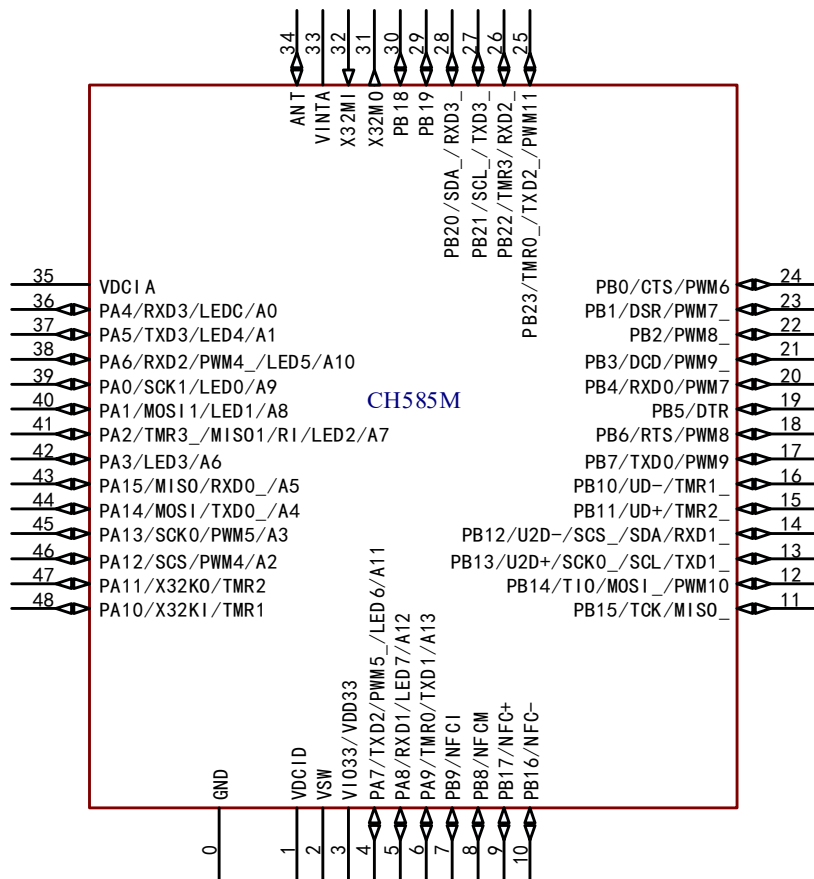 34
33
32
31
30
29
28
27
26
25
ANT
VINTA
X32MI
X32MO
PB18
PB19
PB20/SDA_/RXD3_
PB21/SCL_/TXD3_
PB22/TMR3/RXD2_
PB23/TMR0_/TXD2_/PWM11
35 VDCIA
36 PA4/RXD3/LEDC/A0
37 PA5/TXD3/LED4/A1
38 PA6/RXD2/PWM4_/LED5/A10
39 PA0/SCK1/LED0/A9
40 PA1/MOSI1/LED1/A8
41 PA2/TMR3_/MISO1/RI/LED2/A7
42 PA3/LED3/A6
43 PA15/MISO/RXD0_/A5
44 PA14/MOSI/TXD0_/A4
45 PA13/SCK0/PWM5/A3
46 PA12/SCS/PWM4/A2
47 PA11/X32KO/TMR2
48 PA10/X32KI/TMR1
CH585M
PB0/CTS/PWM6 24
PB1/DSR/PWM7_ 23
PB2/PWM8_ 22
PB3/DCD/PWM9_ 21
PB4/RXD0/PWM7 20
PB5/DTR 19
PB6/RTS/PWM8 18
PB7/TXD0/PWM9 17
PB10/UD-/TMR1_ 16
PB11/UD+/TMR2_ 15
PB12/U2D-/SCS_/SDA/RXD1_ 14
PB13/U2D+/SCK0_/SCL/TXD1_ 13
PB14/TIO/MOSI_/PWM10 12
PB15/TCK/MISO_ 11
GND
VDCID
VSW
VIO33/VDD33
PA7/TXD2/PWM5_/LED6/A11
PA8/RXD1/LED7/A12
PA9/TMR0/TXD1/A13
PB9/NFCI
PB8/NFCM
PB17/NFC+
PB16/NFC-
0
1
2
3
4
5
6
7
8
9
10